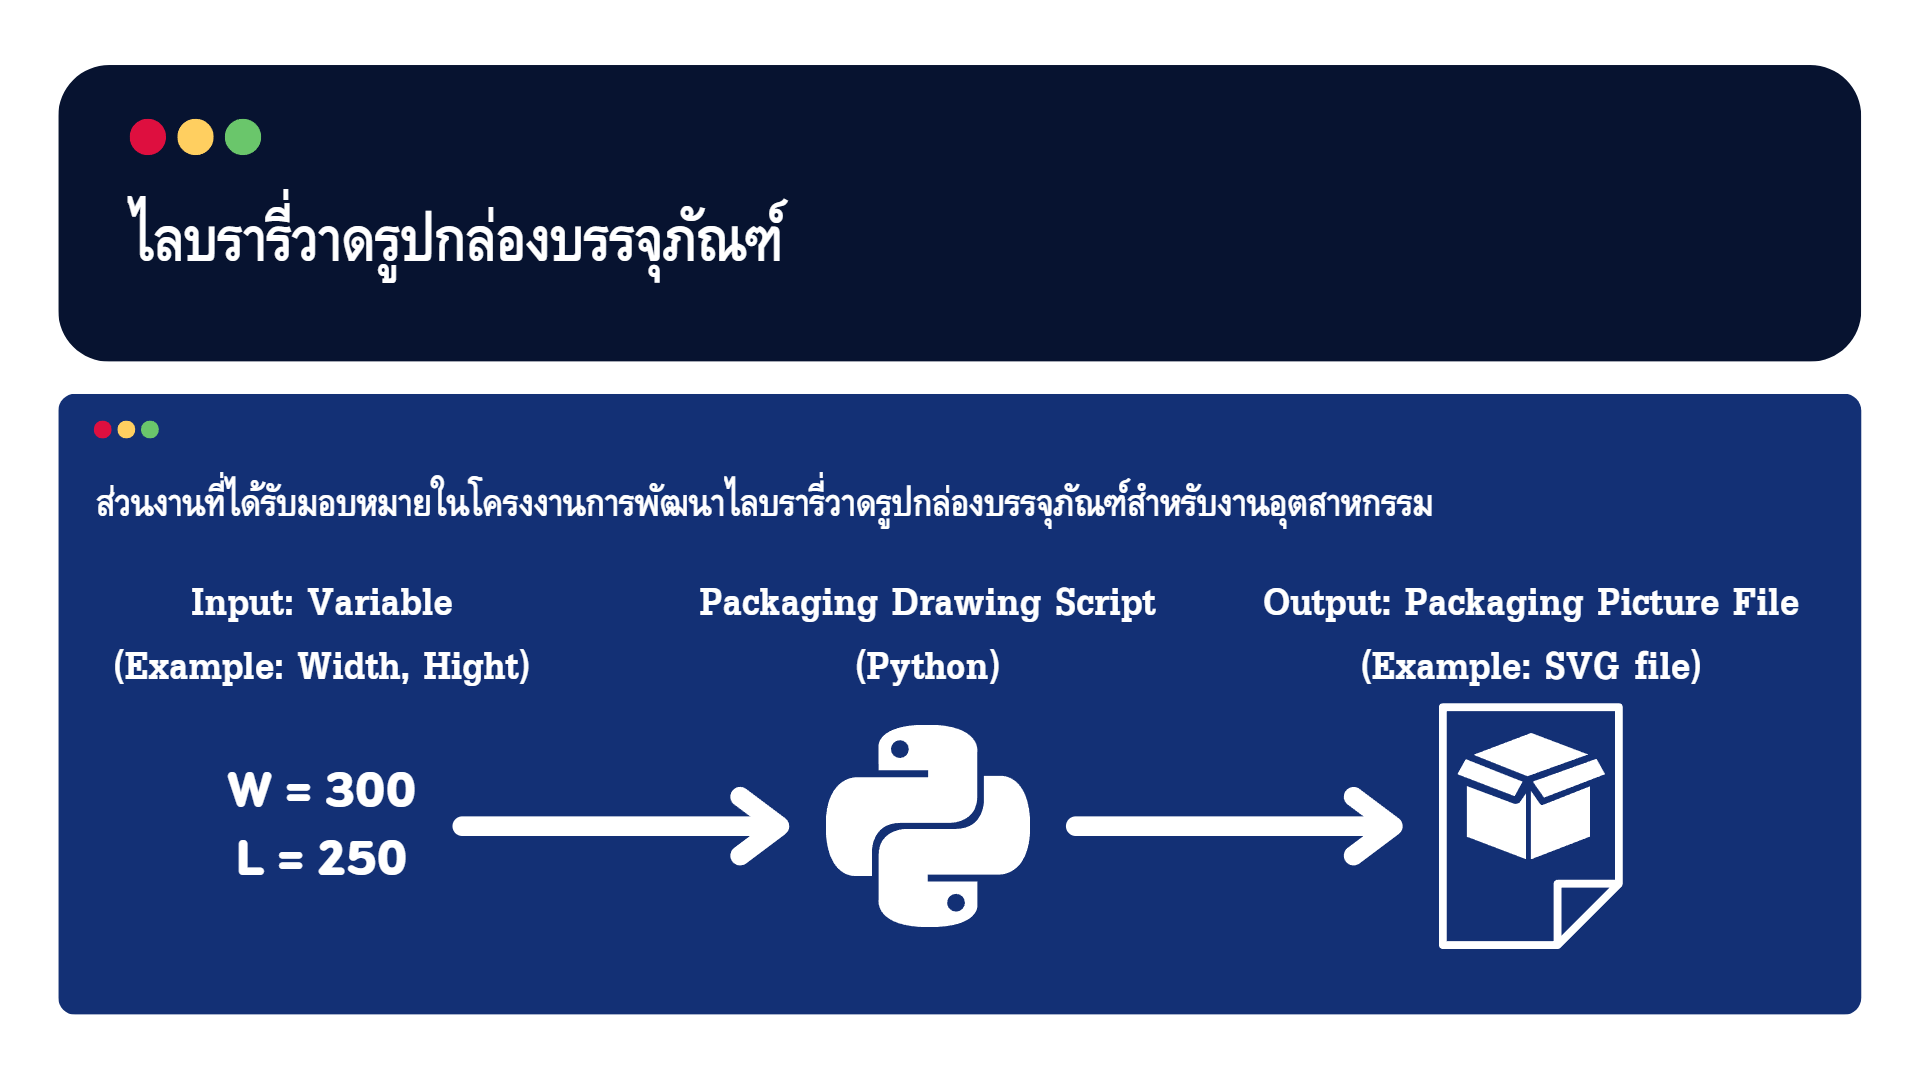 ไลบรารี่วาดรูปกล่องบรรจุภัณฑ์
ส่วนงานที่ได้รับมอบหมายในโครงงานการพัฒนาไลบรารี่วาดรูปกล่องบรรจุภัณฑ์สำหรับงานอุตสาหกรรม
Input: Variable
(Example: Width, Hight)
W = 300
L = 250
Packaging Drawing Script
(Python)
Output: Packaging Picture File
(Example: SVG file)